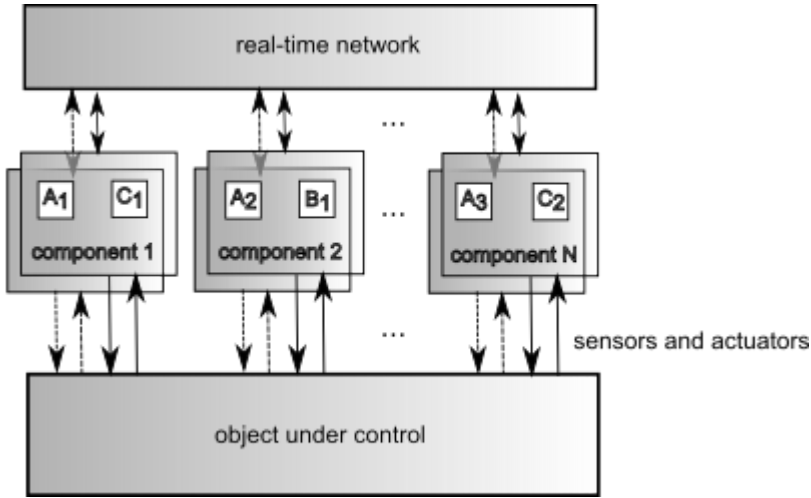 real-time network
...
A1 C1 A2 B1 ... A3 C2
component 1 component 2 component N
...
sensors and actuators
object under control